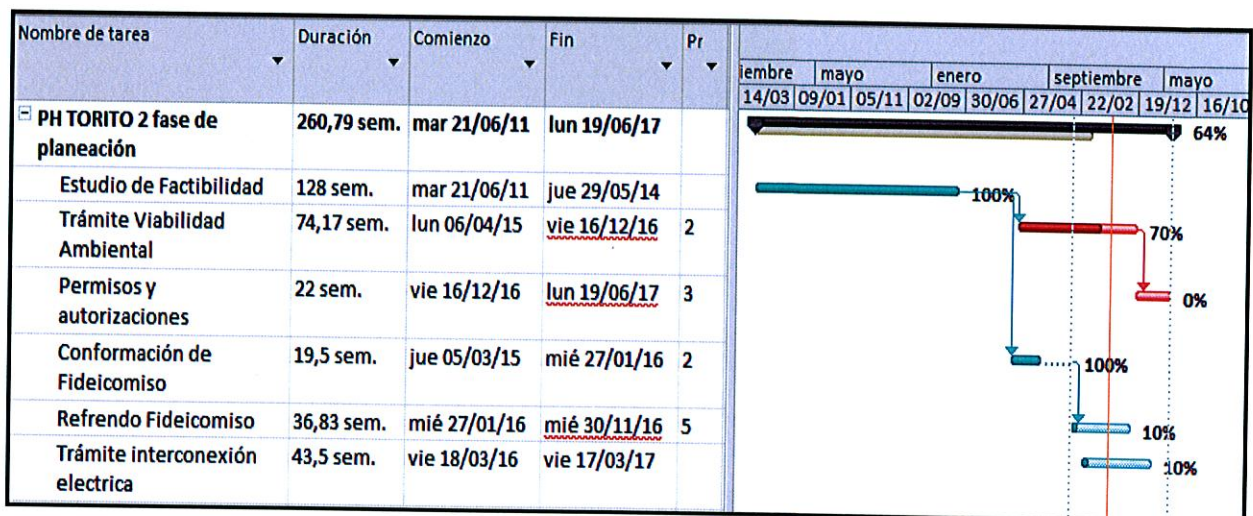 Nombre de tarea Duración Comienzo Fin Pr
iembre mayo enero septiembre mayo
14/03 09/01 05/11 02/09 30/06 27/04 22/02 19/12 16/10
PH TORITO 2 fase de planeación 260,79 sem. mar 21/06/11 lun 19/06/17 64%
Estudio de Factibilidad 128 sem. mar 21/06/11 jue 29/05/14 100%
Trámite Viabilidad Ambiental 74,17 sem. lun 06/04/15 vie 16/12/16 2 70%
Permisos y autorizaciones 22 sem. vie 16/12/16 lun 19/06/17 3 0%
Conformación de Fideicomiso 19,5 sem. jue 05/03/15 mié 27/01/16 2 100%
Refrendo Fideicomiso 36,83 sem. mié 27/01/16 mié 30/11/16 5 10%
Trámite interconexión electrica 43,5 sem. vie 18/03/16 vie 17/03/17 10%